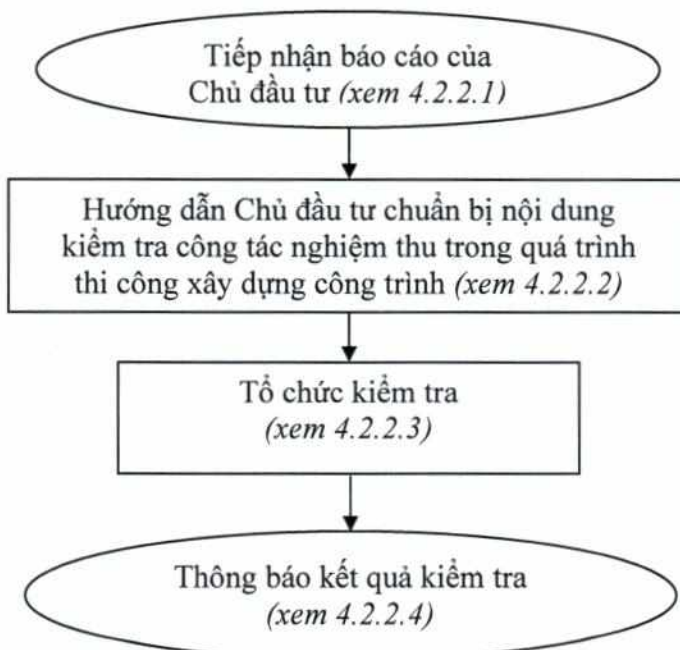 Tiếp nhận báo cáo của
Chủ đầu tư (xem 4.2.2.1)
Hướng dẫn Chủ đầu tư chuẩn bị nội dung
kiểm tra công tác nghiệm thu trong quá trình
thi công xây dựng công trình (xem 4.2.2.2)
Tổ chức kiểm tra
(xem 4.2.2.3)
Thông báo kết quả kiểm tra
(xem 4.2.2.4)